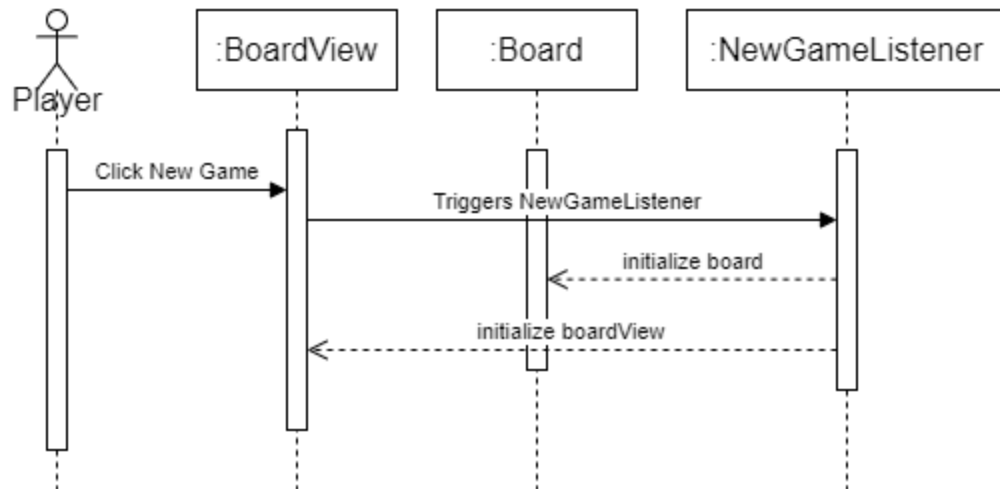 Player
:BoardView
:Board
:NewGameListener
Click New Game
Triggers NewGameListener
initialize board
initialize boardView